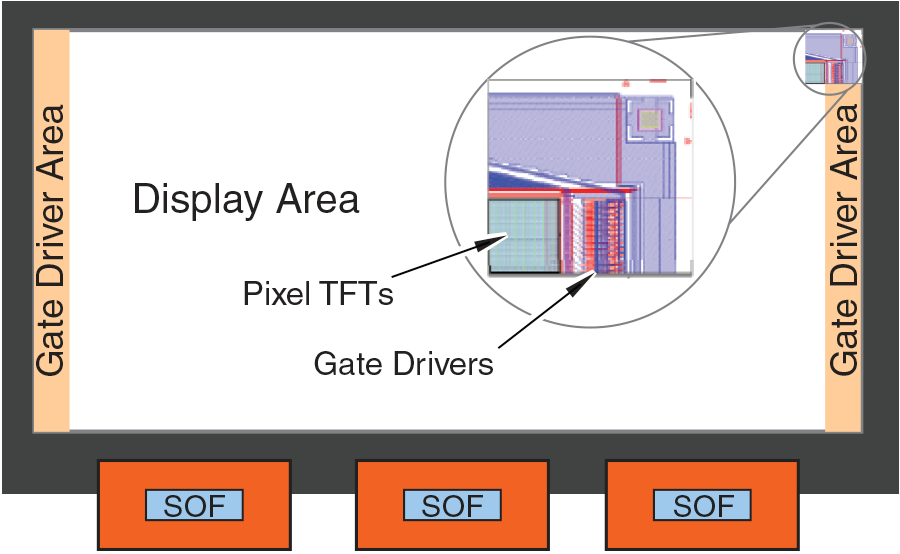 Gate Driver Area
Display Area
Pixel TFTs
Gate Drivers
Gate Driver Area
SOF
SOF
SOF